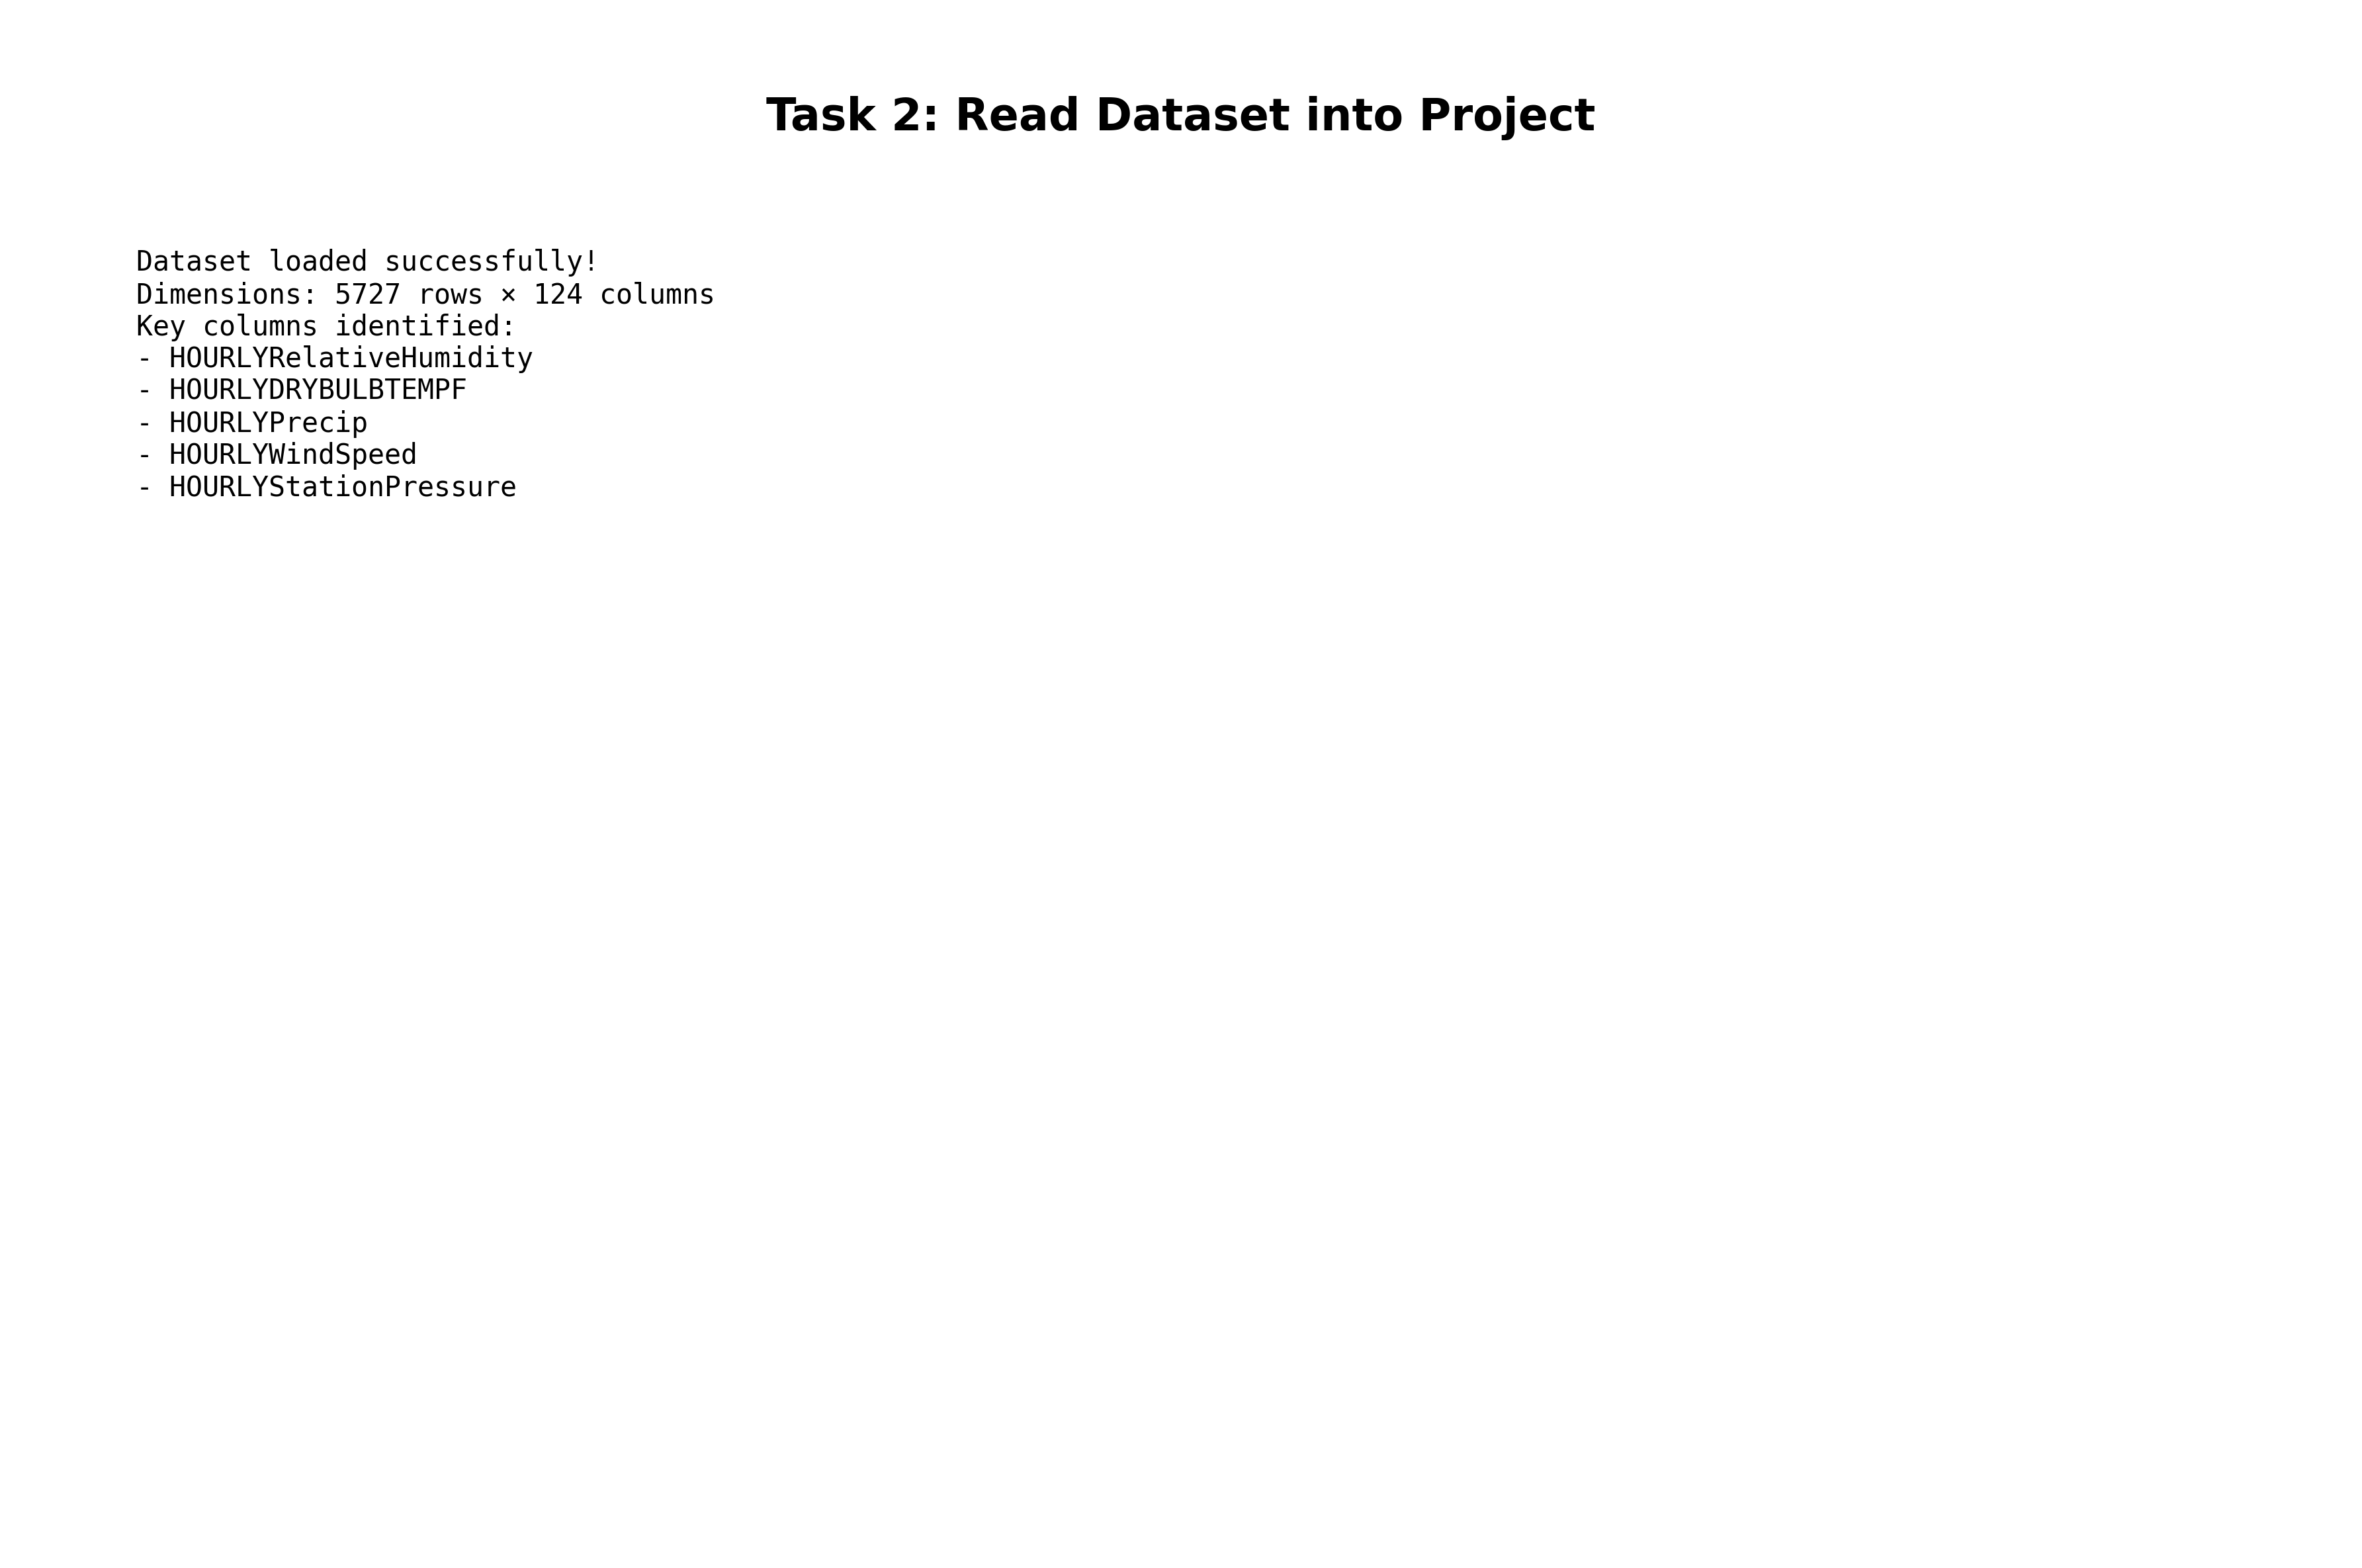 Task 2: Read Dataset into Project
Dataset loaded successfully!
Dimensions: 5727 rows × 124 columns
Key columns identified:
- HOURLYRelativeHumidity
- HOURLYDRYBULBTEMPF
- HOURLYPrecip
- HOURLYWindSpeed
- HOURLYStationPressure